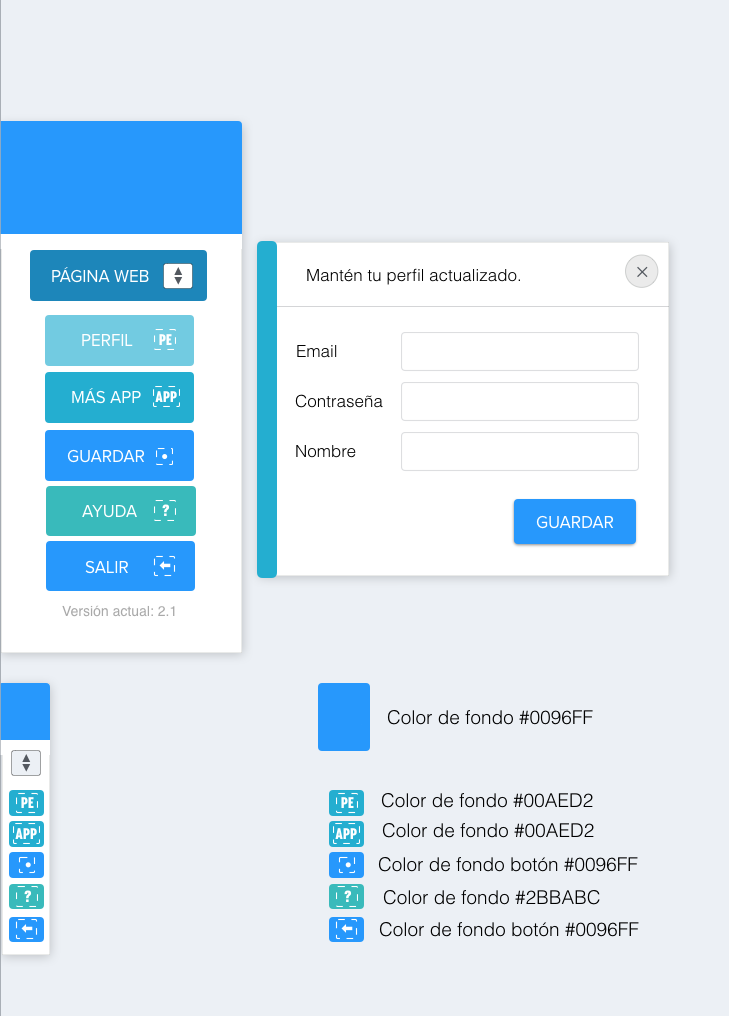 PÁGINA WEB
PERFIL PE
MÁS APP APP
GUARDAR
AYUDA ?
SALIR
Versión actual: 2.1
Mantén tu perfil actualizado.
Email
Contraseña
Nombre
GUARDAR
PE
APP
?
Color de fondo #0096FF
PE Color de fondo #00AED2
APP Color de fondo #00AED2
Color de fondo botón #0096FF
? Color de fondo #2BBABC
Color de fondo botón #0096FF